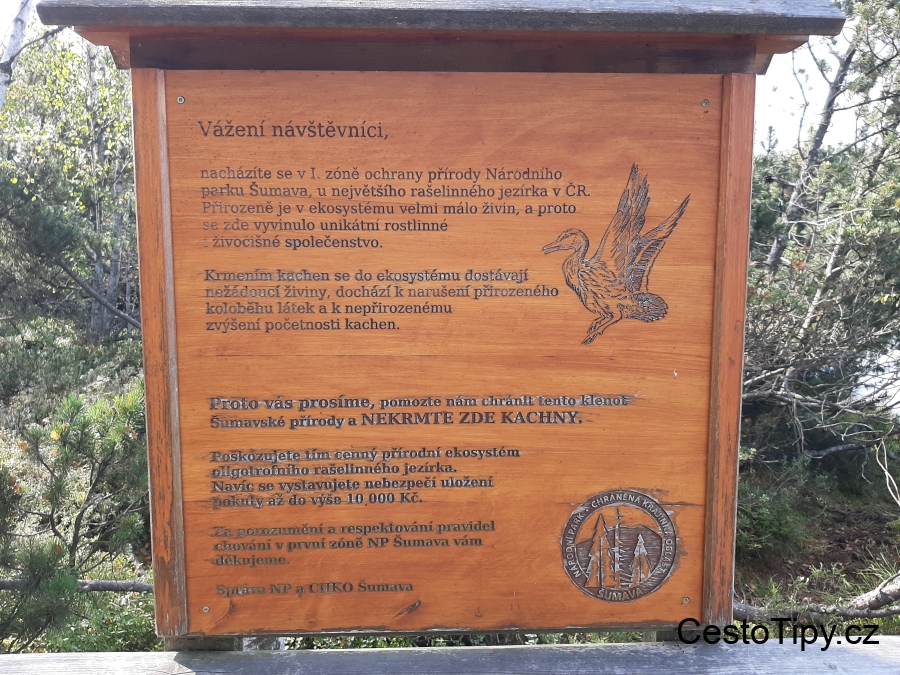 Vážení návštěvníci,
nacházíte se v I. zóně ochrany přírody Národního
parku Šumava, u největšího rašelinného jezírka v ČR.
Přirozeně je v ekosystému velmi málo živin, a proto
se zde vyvinulo unikátní rostlinné
i živočišné společenstvo.
Krmením kachen se do ekosystému dostávají
nežádoucí živiny, dochází k narušení přirozeného
koloběhu látek a k nepřirozenému
zvýšení početnosti kachen.
Proto vás prosíme, pomozte nám chránit tento klenot
Šumavské přírody a NEKRMTE ZDE KACHNY.
Poškozujete tím cenný přírodní ekosystém
oligotrofního rašelinného jezírka.
Navíc se vystavujete nebezpečí uložení
pokuty až do výše 10 000 Kč.
Za porozumění a respektování pravidel
chování v první zóně NP Šumava vám
děkujeme.
Správa NP a CHKO Šumava
NÁRODNÍ PARK A CHRÁNĚNÁ KRAJINNÁ OBLAST
ŠUMAVA
CestoTipy.cz